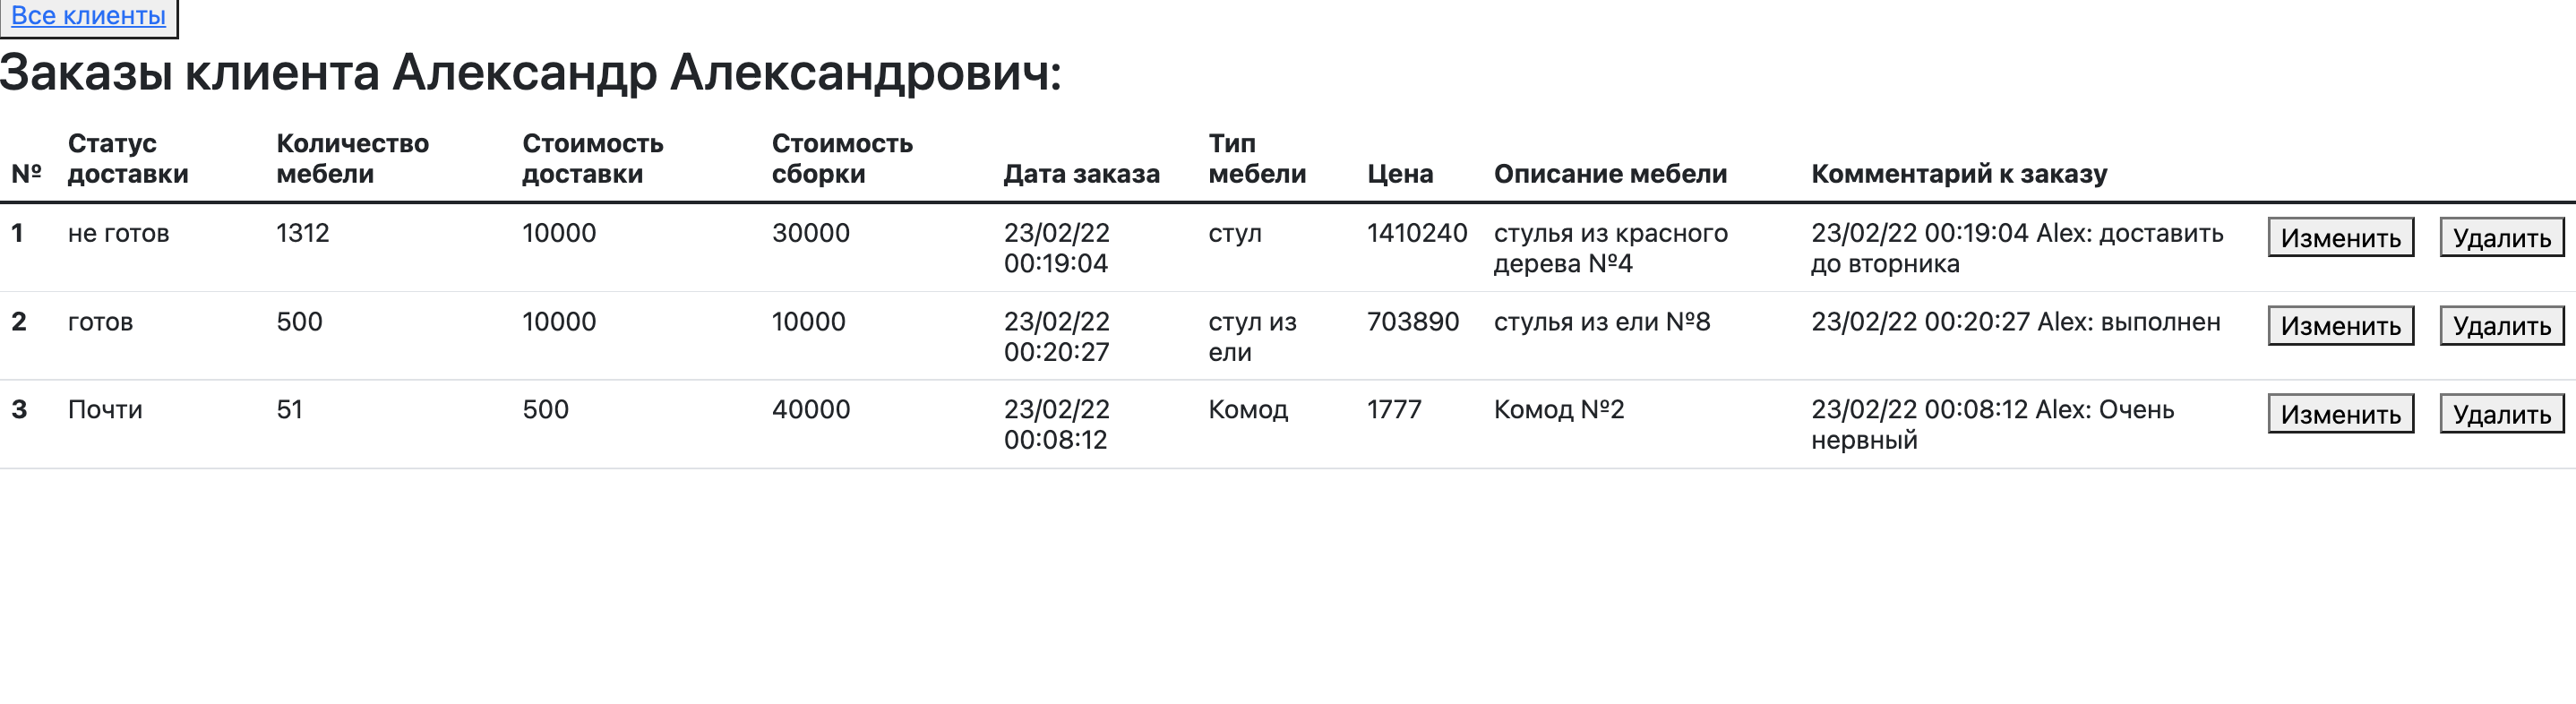 Все клиенты
Заказы клиента Александр Александрович:
№ Статус доставки Количество мебели Стоимость доставки Стоимость сборки Дата заказа Тип мебели Цена Описание мебели Комментарий к заказу
1 не готов 1312 10000 30000 23/02/22 00:19:04 стул 1410240 стулья из красного дерева №4 23/02/22 00:19:04 Alex: доставить до вторника Изменить Удалить
2 готов 500 10000 10000 23/02/22 00:20:27 стул из ели 703890 стулья из ели №8 23/02/22 00:20:27 Alex: выполнен Изменить Удалить
3 Почти 51 500 40000 23/02/22 00:08:12 Комод 1777 Комод №2 23/02/22 00:08:12 Alex: Очень нервный Изменить Удалить